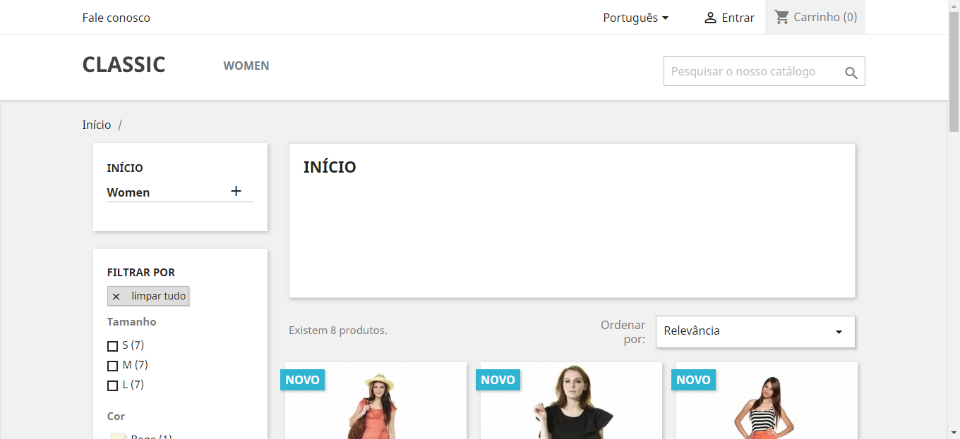 Fale conosco
Português
Entrar
Carrinho (0)
CLASSIC
WOMEN
Pesquisar o nosso catálogo
Início /
INÍCIO
Women
INÍCIO
FILTRAR POR
limpar tudo
Tamanho
S (7)
M (7)
L (7)
Cor
Bege (1)
Existem 8 produtos.
Ordenar
por:
Relevância
NOVO
NOVO
NOVO